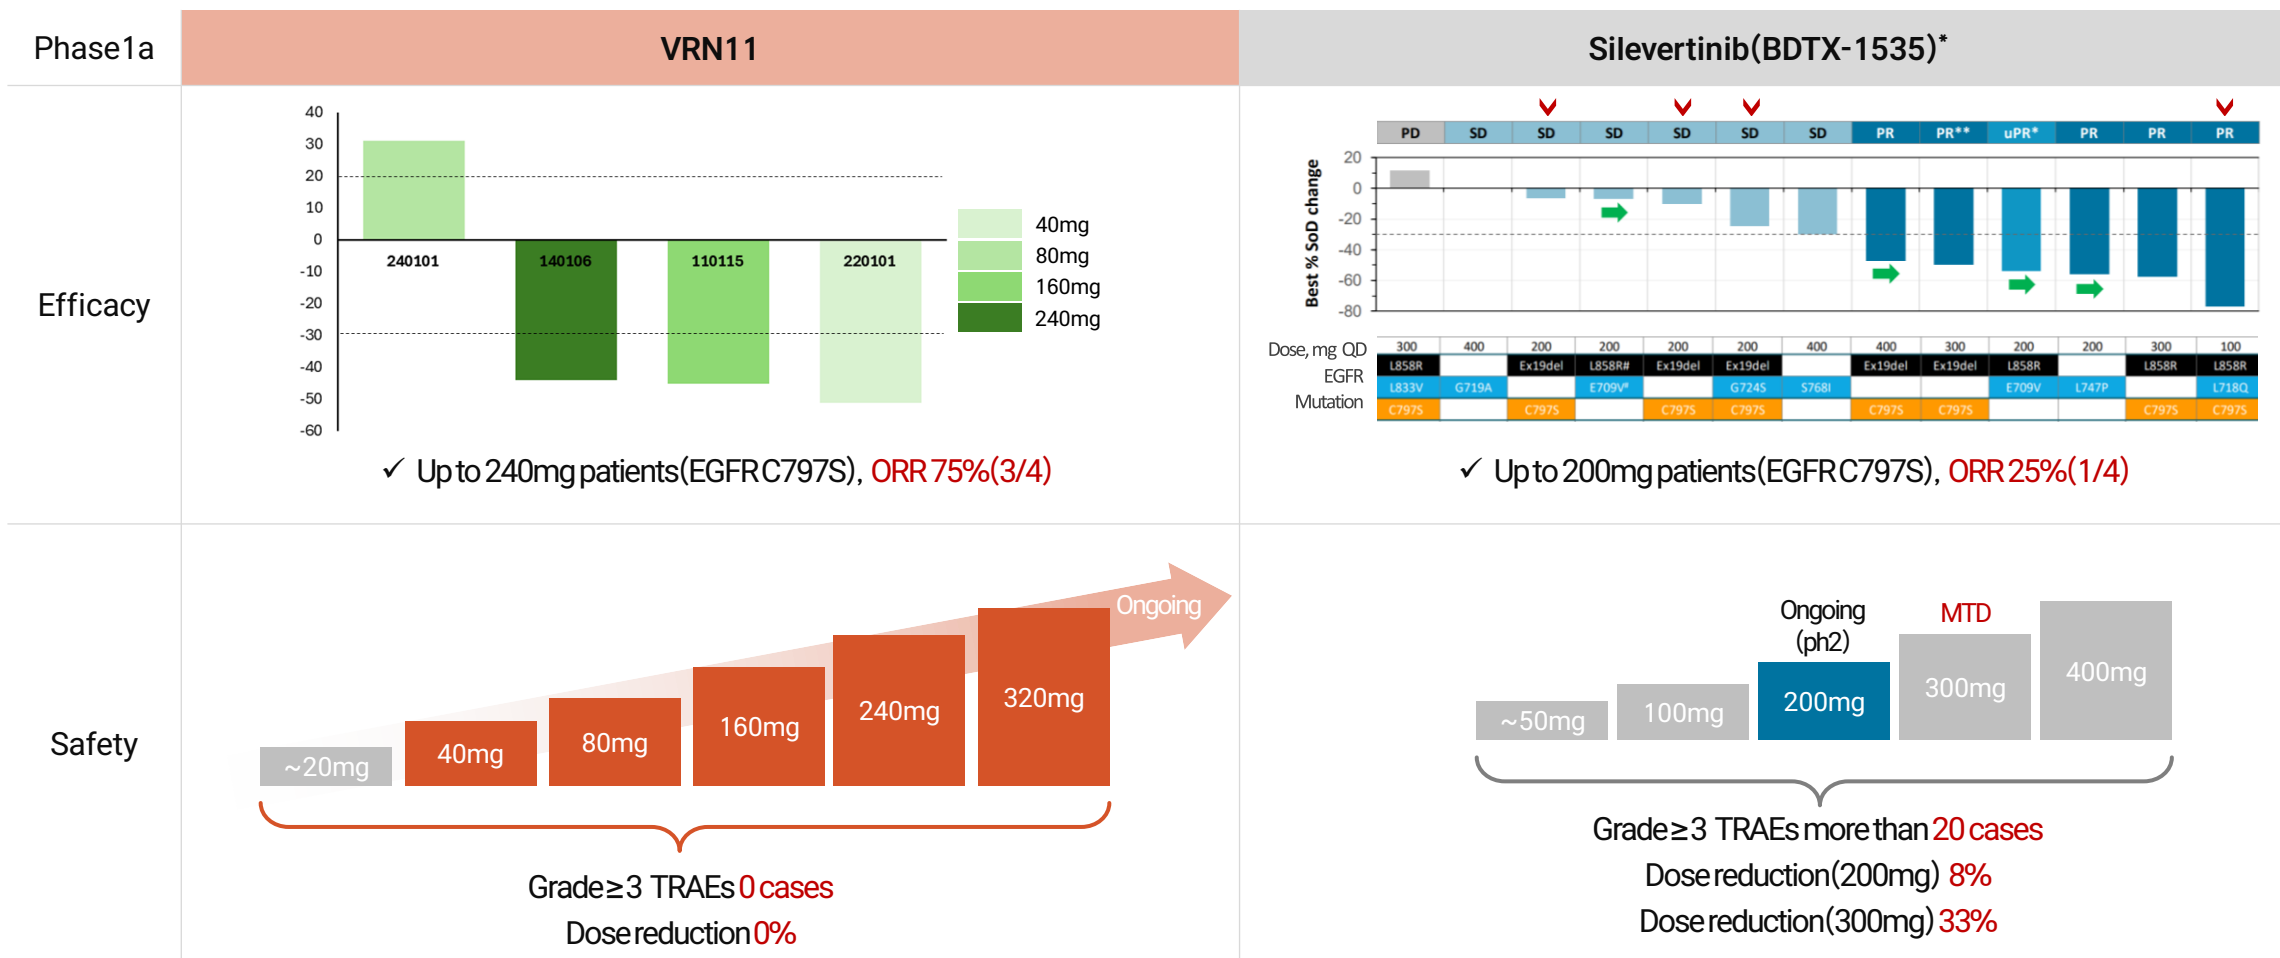 Phase1a
VRN11
Silevertinib(BDTX-1535)*
Efficacy
40
30
20
10
0
-10
-20
-30
-40
-50
-60
240101
140106
110115
220101
40mg
80mg
160mg
240mg
✓ Up to 240mg patients(EGFR C797S), ORR 75%(3/4)
PD SD SD SD SD SD SD PR PR** uPR* PR PR PR
Best % SoD change
20
0
-20
-40
-60
-80
Dose, mg QD 300 400 200 200 200 200 400 400 300 200 200 300 100
EGFR
Mutation
L858R Ex19del L858R# Ex19del Ex19del Ex19del Ex19del L858R L858R L858R
L833V G719A E709V# G724S S768I E709V L747P L718Q
C797S C797S C797S C797S C797S C797S C797S C797S
✓ Up to 200mg patients(EGFR C797S), ORR 25%(1/4)
Safety
~20mg
40mg
80mg
160mg
240mg
320mg
Ongoing
Grade≥3 TRAEs 0 cases
Dose reduction 0%
~50mg
100mg
Ongoing
(ph2)
200mg
MTD
300mg
400mg
Grade≥3 TRAEs more than 20 cases
Dose reduction(200mg) 8%
Dose reduction(300mg) 33%